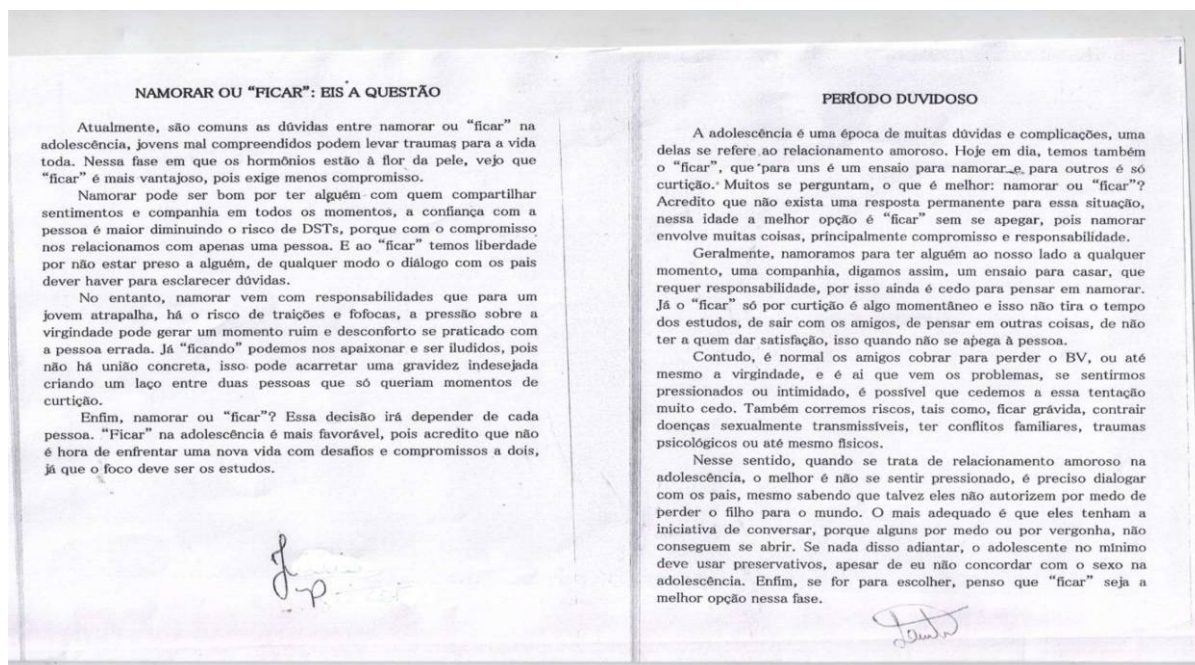 NAMORAR OU “FICAR”: EIS A QUESTÃO
Atualmente, são comuns as dúvidas entre namorar ou “ficar” na
adolescência, jovens mal compreendidos podem levar traumas para a vida
toda. Nessa fase em que os hormônios estão à flor da pele, vejo que
“ficar” é mais vantajoso, pois exige menos compromisso.
Namorar pode ser bom por ter alguém com quem compartilhar
sentimentos e companhia em todos os momentos, a confiança com a
pessoa é maior diminuindo o risco de DSTs, porque com o compromisso
nos relacionamos com apenas uma pessoa. E ao “ficar” temos liberdade
por não estar preso a alguém, de qualquer modo o diálogo com os pais
dever haver para esclarecer dúvidas.
No entanto, namorar vem com responsabilidades que para um
jovem atrapalha, há o risco de traições e fofocas, a pressão sobre a
virgindade pode gerar um momento ruim e desconforto se praticado com
a pessoa errada. Já “ficando” podemos nos apaixonar e ser iludidos, pois
não há união concreta, isso pode acarretar uma gravidez indesejada
criando um laço entre duas pessoas que só queriam momentos de
curtição.
Enfim, namorar ou “ficar”? Essa decisão irá depender de cada
pessoa. “Ficar” na adolescência é mais favorável, pois acredito que não
é hora de enfrentar uma nova vida com desafios e compromissos a dois,
já que o foco deve ser os estudos.
PERÍODO DUVIDOSO
A adolescência é uma época de muitas dúvidas e complicações, uma
delas se refere ao relacionamento amoroso. Hoje em dia, temos também
o “ficar”, que para uns é um ensaio para namorar e para outros é só
curtição. Muitos se perguntam, o que é melhor: namorar ou “ficar”?
Acredito que não exista uma resposta permanente para essa situação,
nessa idade a melhor opção é “ficar” sem se apegar, pois namorar
envolve muitas coisas, principalmente compromisso e responsabilidade.
Geralmente, namoramos para ter alguém ao nosso lado a qualquer
momento, uma companhia, digamos assim, um ensaio para casar, que
requer responsabilidade, por isso ainda é cedo para pensar em namorar.
Já o “ficar” só por curtição é algo momentâneo e isso não tira o tempo
dos estudos, de sair com os amigos, de pensar em outras coisas, de não
ter a quem dar satisfação, isso quando não se apega à pessoa.
Contudo, é normal os amigos cobrar para perder o BV, ou até
mesmo a virgindade, e é ai que vem os problemas, se sentirmos
pressionados ou intimidado, é possível que cedemos a essa tentação
muito cedo. Também corremos riscos, tais como, ficar grávida, contrair
doenças sexualmente transmissíveis, ter conflitos familiares, traumas
psicológicos ou até mesmo físicos.
Nesse sentido, quando se trata de relacionamento amoroso na
adolescência, o melhor é não se sentir pressionado, é preciso dialogar
com os pais, mesmo sabendo que talvez eles não autorizem por medo de
perder o filho para o mundo. O mais adequado é que eles tenham a
iniciativa de conversar, porque alguns por medo ou por vergonha, não
conseguem se abrir. Se nada disso adiantar, o adolescente no mínimo
deve usar preservativos, apesar de eu não concordar com o sexo na
adolescência. Enfim, se for para escolher, penso que “ficar” seja a
melhor opção nessa fase.